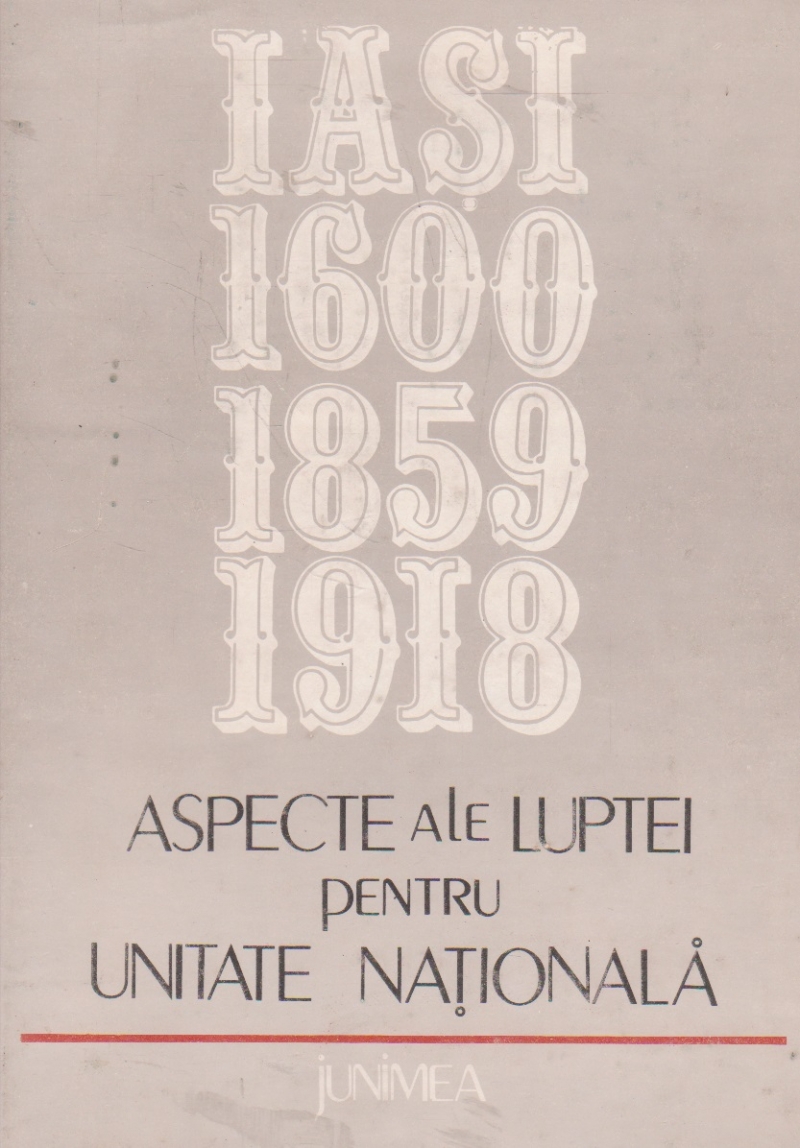 IAȘI
1600
1859
1918
ASPECTE ALE LUPTEI
PENTRU
UNITATE NAȚIONALĂ
JUNIMEA